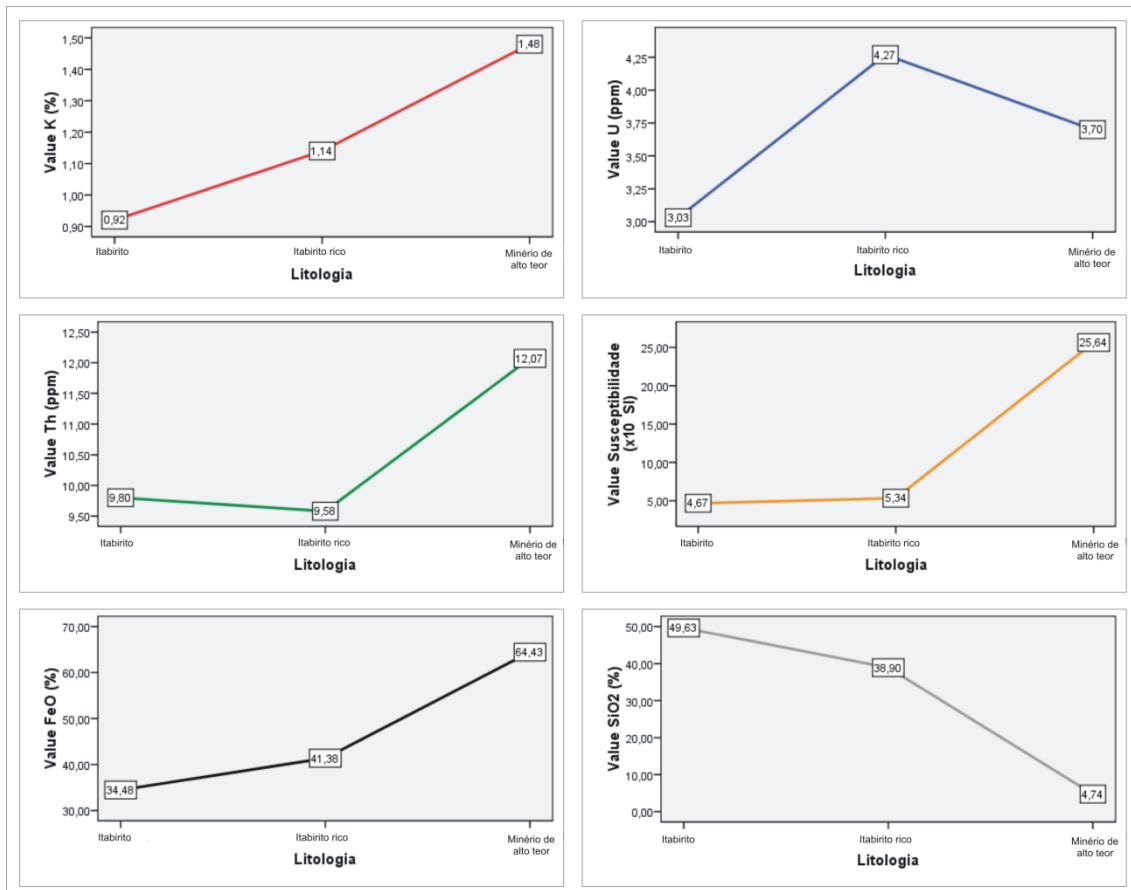 Value K (%)
1,50
1,40
1,30
1,20
1,10
1,00
0,90
0,92
1,14
1,48
Itabirito
Itabirito rico
Minério de
alto teor
Litologia
Value U (ppm)
4,25
4,00
3,75
3,50
3,25
3,00
3,03
4,27
3,70
Itabirito
Itabirito rico
Minério de
alto teor
Litologia
Value Th (ppm)
12,50
12,00
11,50
11,00
10,50
10,00
9,50
9,80
9,58
12,07
Itabirito
Itabirito rico
Minério de
alto teor
Litologia
Value Susceptibilidade
(x10 SI)
25,00
20,00
15,00
10,00
5,00
4,67
5,34
25,64
Itabirito
Itabirito rico
Minério de
alto teor
Litologia
Value FeO (%)
70,00
60,00
50,00
40,00
30,00
34,48
41,38
64,43
Itabirito
Itabirito rico
Minério de
alto teor
Litologia
Value SiO2 (%)
50,00
40,00
30,00
20,00
10,00
0,00
49,63
38,90
4,74
Itabirito
Itabirito rico
Minério de
alto teor
Litologia